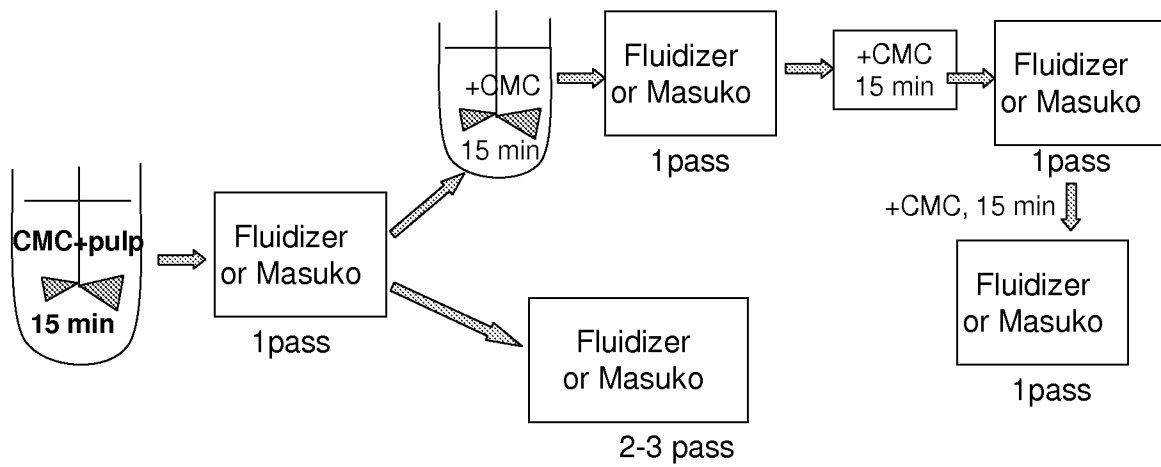 CMC+pulp
15 min
Fluidizer
or Masuko
1pass
+CMC
15 min
Fluidizer
or Masuko
1pass
+CMC
15 min
Fluidizer
or Masuko
1pass
+CMC, 15 min
Fluidizer
or Masuko
1pass
Fluidizer
or Masuko
2-3 pass